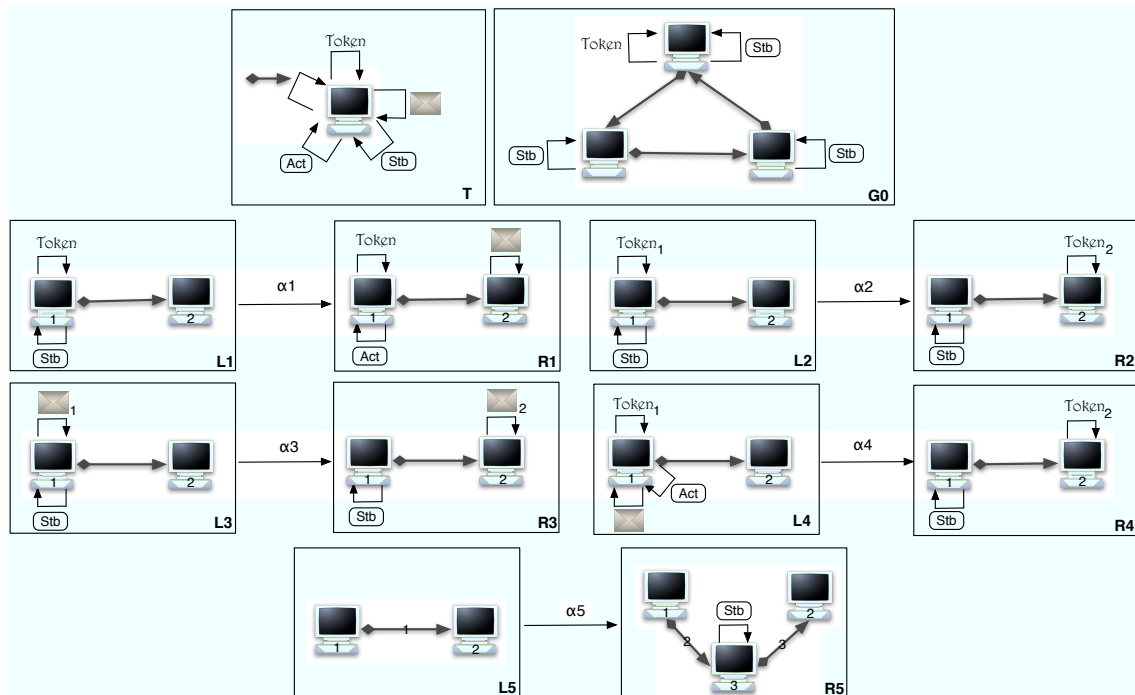 Token
Act
Stb
T
Token
Stb
Stb
Stb
G0
Token
1
2
Stb
L1
α1
Token
1
2
Act
R1
Token1
1
2
Stb
L2
α2
Token2
1
2
Stb
R2
1
1
2
Stb
L3
α3
2
1
2
Stb
R3
Token1
1
2
Act
L4
α4
Token2
1
2
Stb
R4
1
1
2
L5
α5
1
2
Stb
2
3
3
R5